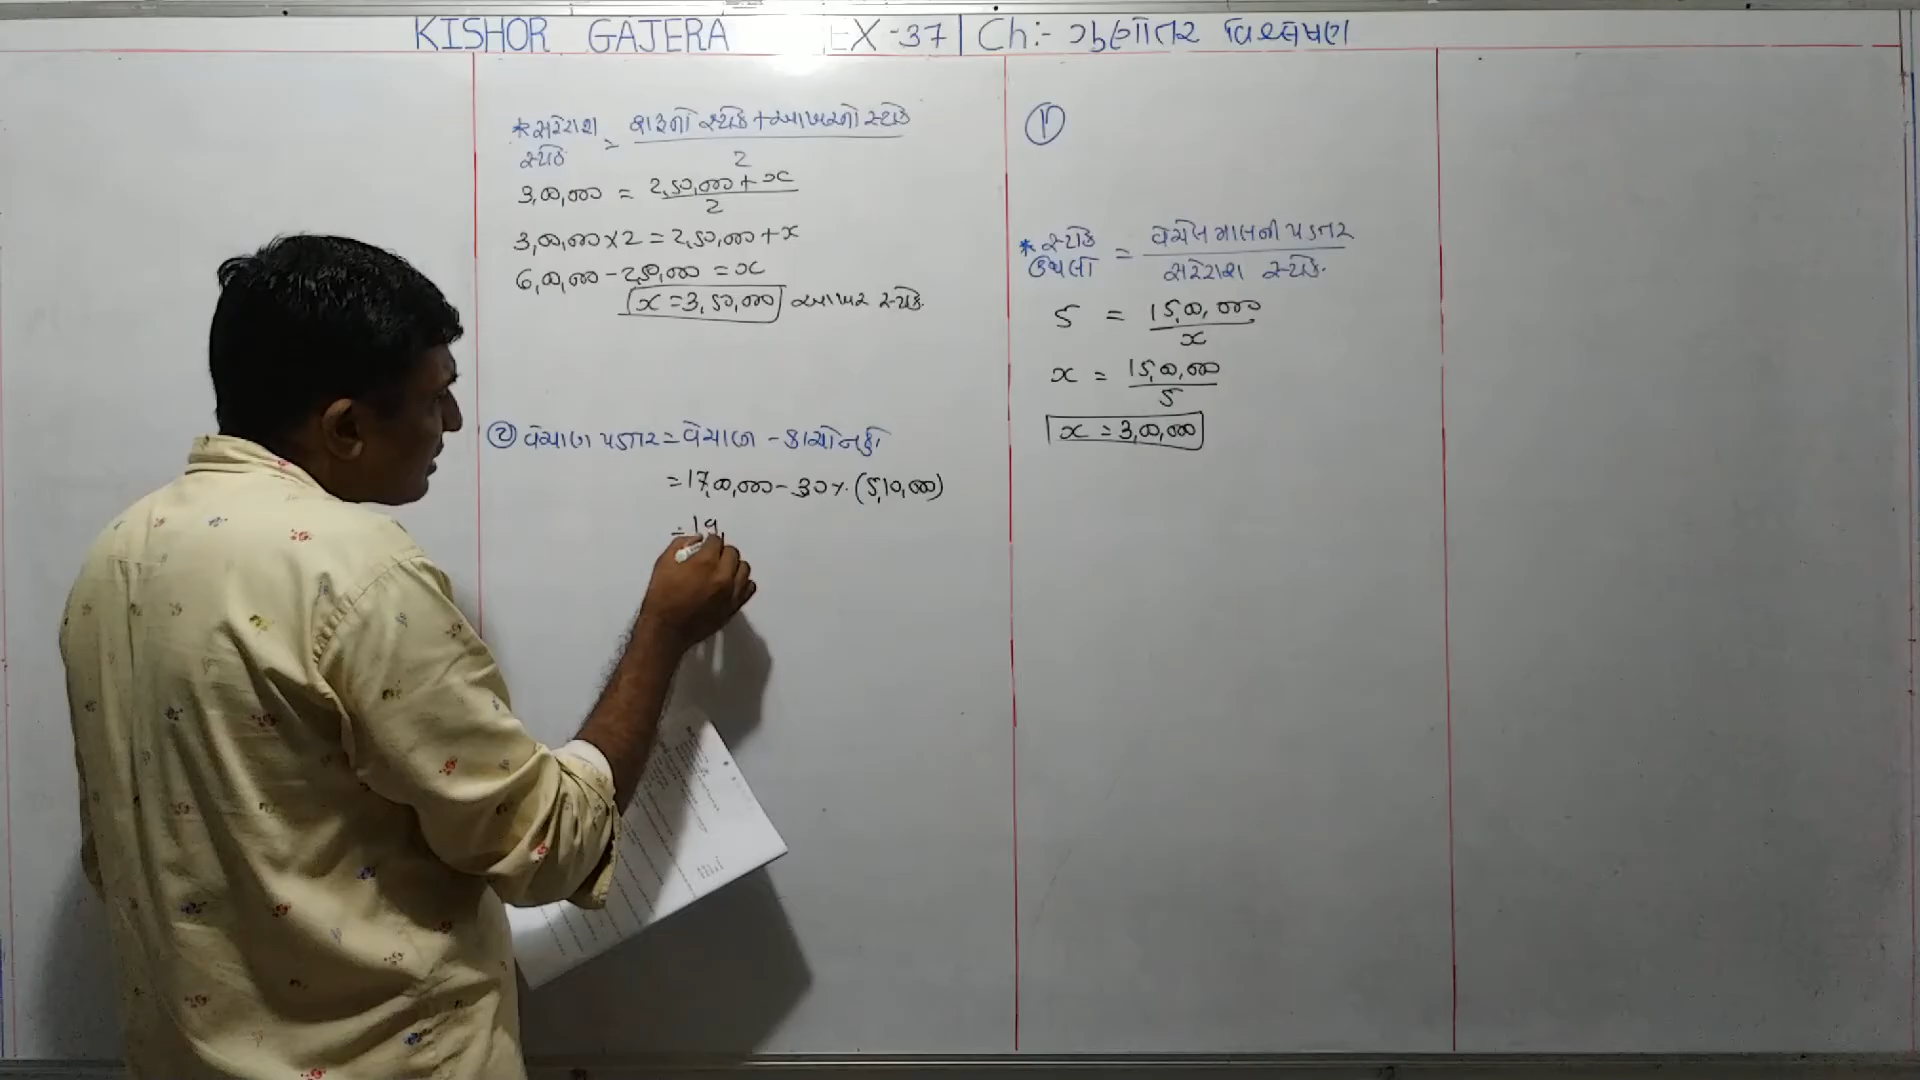 KISHOR GAJERA EX-37 | Ch:- ગુણોત્તર વિશ્લેષણ
* સરેરાશ સ્ટોક = શરૂનો સ્ટોક + આખરનો સ્ટોક
2
3,00,000 = 2,50,000 + x
2
3,00,000 x 2 = 2,50,000 + x
6,00,000 - 2,50,000 = x
x = 3,50,000 આખર સ્ટોક.
② વેચાણ પડતર = વેચાણ - કાચો નફો
= 17,00,000 - 30%. (5,10,000)
= 19,
①
* સ્ટોક ઉથલો = વેચેલ માલની પડતર
સરેરાશ સ્ટોક.
5 = 15,00,000
x
x = 15,00,000
5
x = 3,00,000